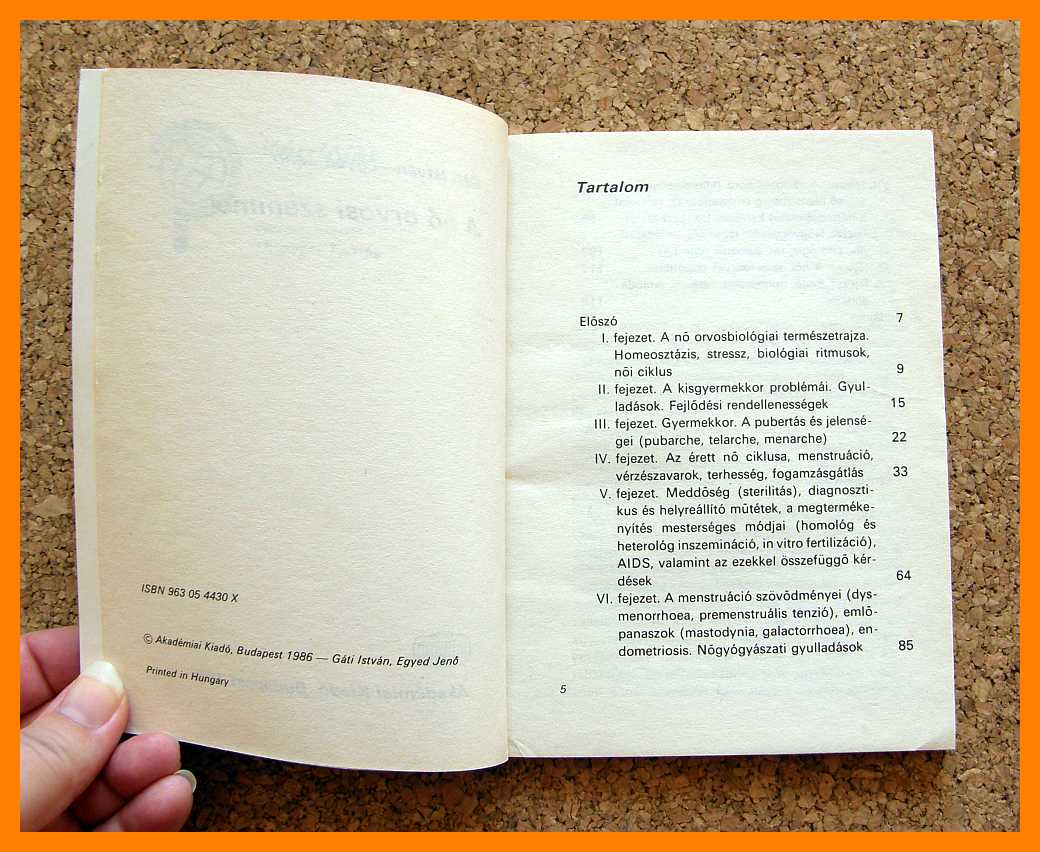 ISBN 963 05 4430 X
© Akadémiai Kiadó, Budapest 1986 — Gáti István, Egyed Jenő
Printed in Hungary
Tartalom
Előszó 7
I. fejezet. A nő orvosbiológiai természetrajza.
Homeosztázis, stressz, biológiai ritmusok,
női ciklus 9
II. fejezet. A kisgyermekkor problémái. Gyul-
ladások. Fejlődési rendellenességek 15
III. fejezet. Gyermekkor. A pubertás és jelensé-
gei (pubarche, telarche, menarche) 22
IV. fejezet. Az érett nő ciklusa, menstruáció,
vérzészavarok, terhesség, fogamzásgátlás 33
V. fejezet. Meddőség (sterilitás), diagnoszti-
kus és helyreállító műtétek, a megterméke-
nyítés mesterséges módjai (homológ és
heterológ inszemináció, in vitro fertilizáció),
AIDS, valamint az ezekkel összefüggő kér-
dések 64
VI. fejezet. A menstruáció szövődményei (dys-
menorrhoea, premenstruális tenzió), emlő-
panaszok (mastodynia, galactorrhoea), en-
dometriosis. Nőgyógyászati gyulladások 85
5